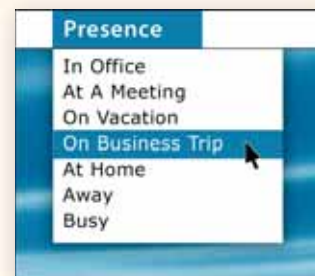 Presence
In Office
At A Meeting
On Vacation
On Business Trip
At Home
Away
Busy